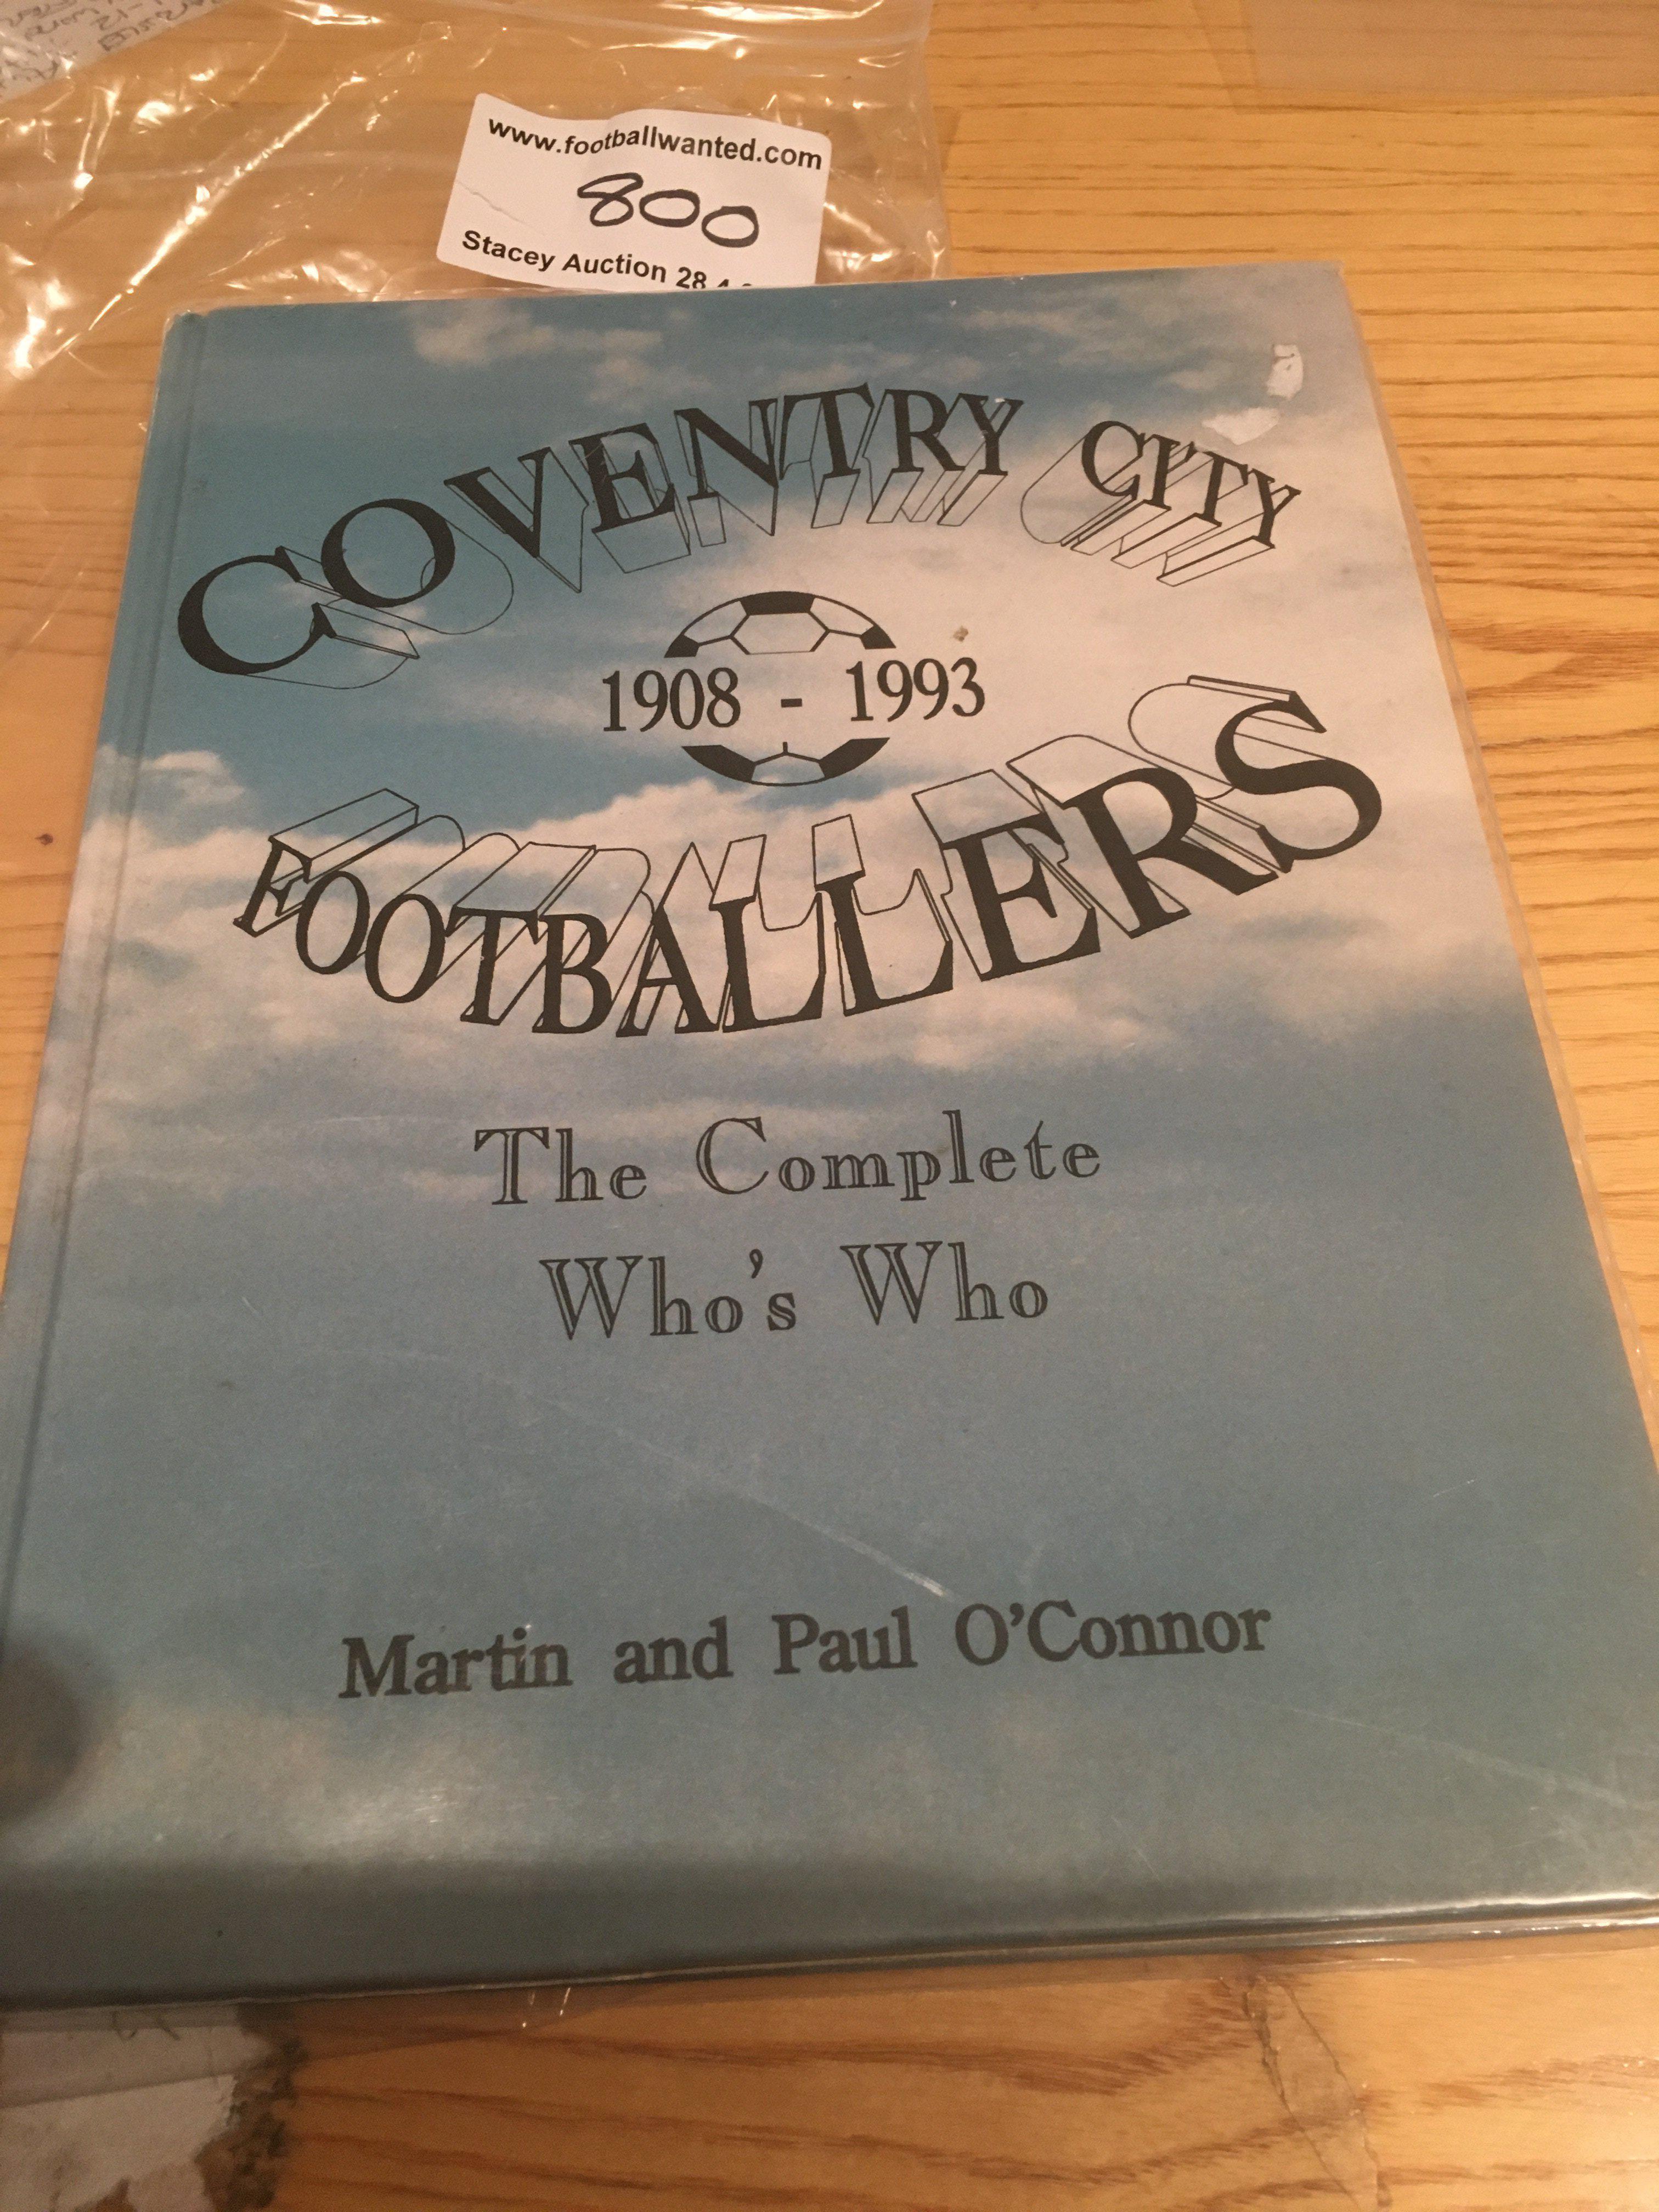 www.footballwanted.com
800
Stacey Auction 28
COVENTRY CITY
1908 - 1993
FOOTBALLERS
The Complete
Who's Who
Martin and Paul O'Connor